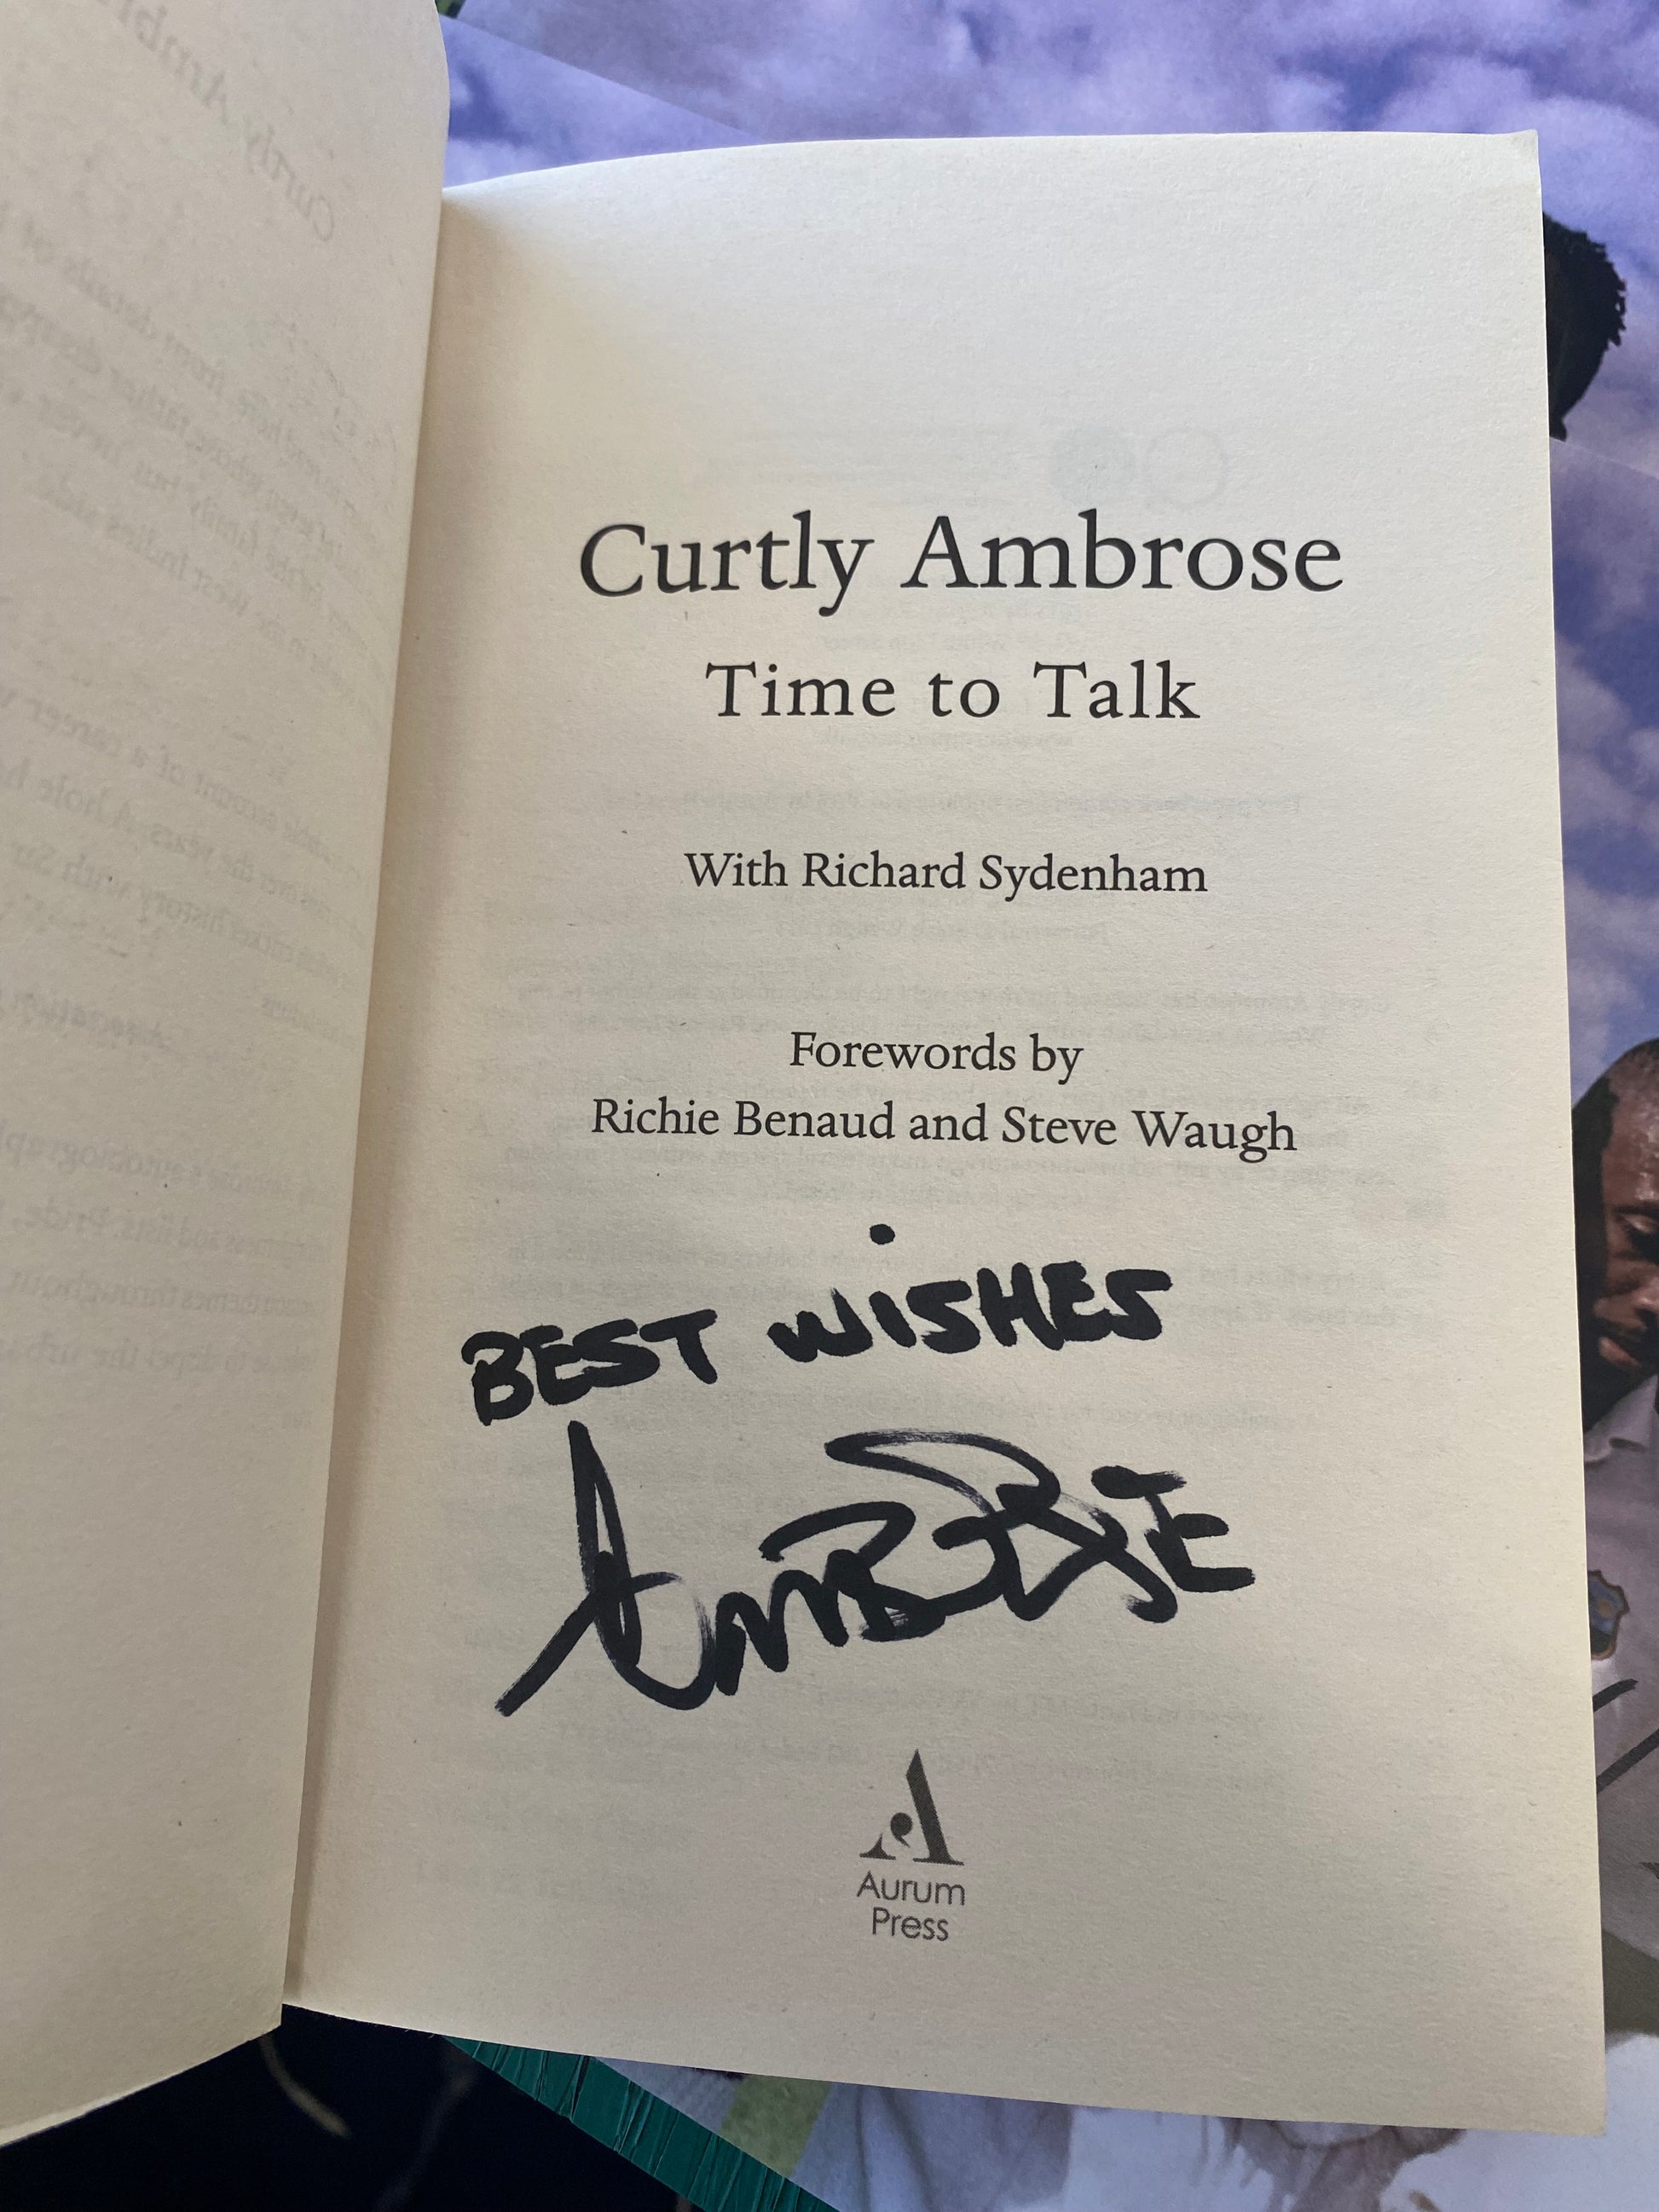 Curtly Ambrose
Time to Talk
With Richard Sydenham
Forewords by
Richie Benaud and Steve Waugh
BEST WiSHES
AMBROSE
Aurum
Press